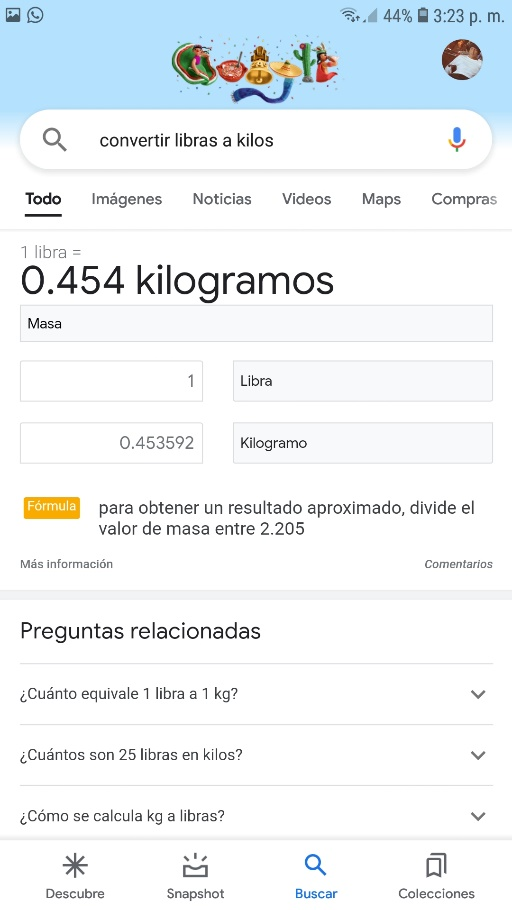 44% 3:23 p. m.
Google
convertir libras a kilos
Todo Imágenes Noticias Videos Maps Compras
1 libra =
0.454 kilogramos
Masa
1 Libra
0.453592 Kilogramo
Fórmula para obtener un resultado aproximado, divide el
valor de masa entre 2.205
Más información Comentarios
Preguntas relacionadas
¿Cuánto equivale 1 libra a 1 kg?
¿Cuántos son 25 libras en kilos?
¿Cómo se calcula kg a libras?
Descubre Snapshot Buscar Colecciones